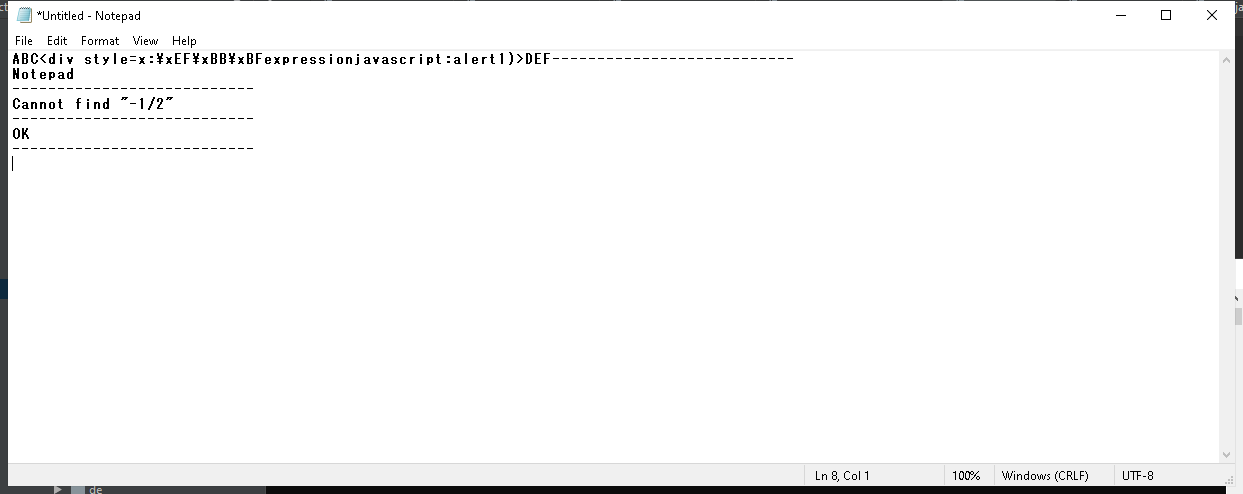 *Untitled - Notepad
File Edit Format View Help
ABC<div style=x:¥xEF¥xBB¥xBFexpressionjavascript:alert1)>DEF---------------------------
Notepad
---------------------------
Cannot find "-1/2"
---------------------------
OK
---------------------------
Ln 8, Col 1 100% Windows (CRLF) UTF-8
de